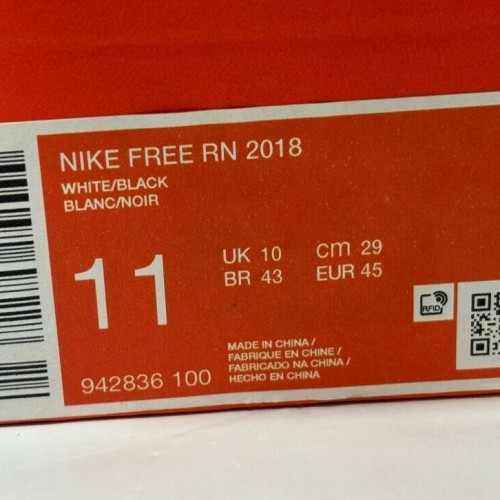 NIKE FREE RN 2018
WHITE/BLACK
BLANC/NOIR
11
UK 10 cm 29
BR 43 EUR 45
RFID
MADE IN CHINA /
FABRIQUE EN CHINE /
FABRICADO NA CHINA /
HECHO EN CHINA
942836 100